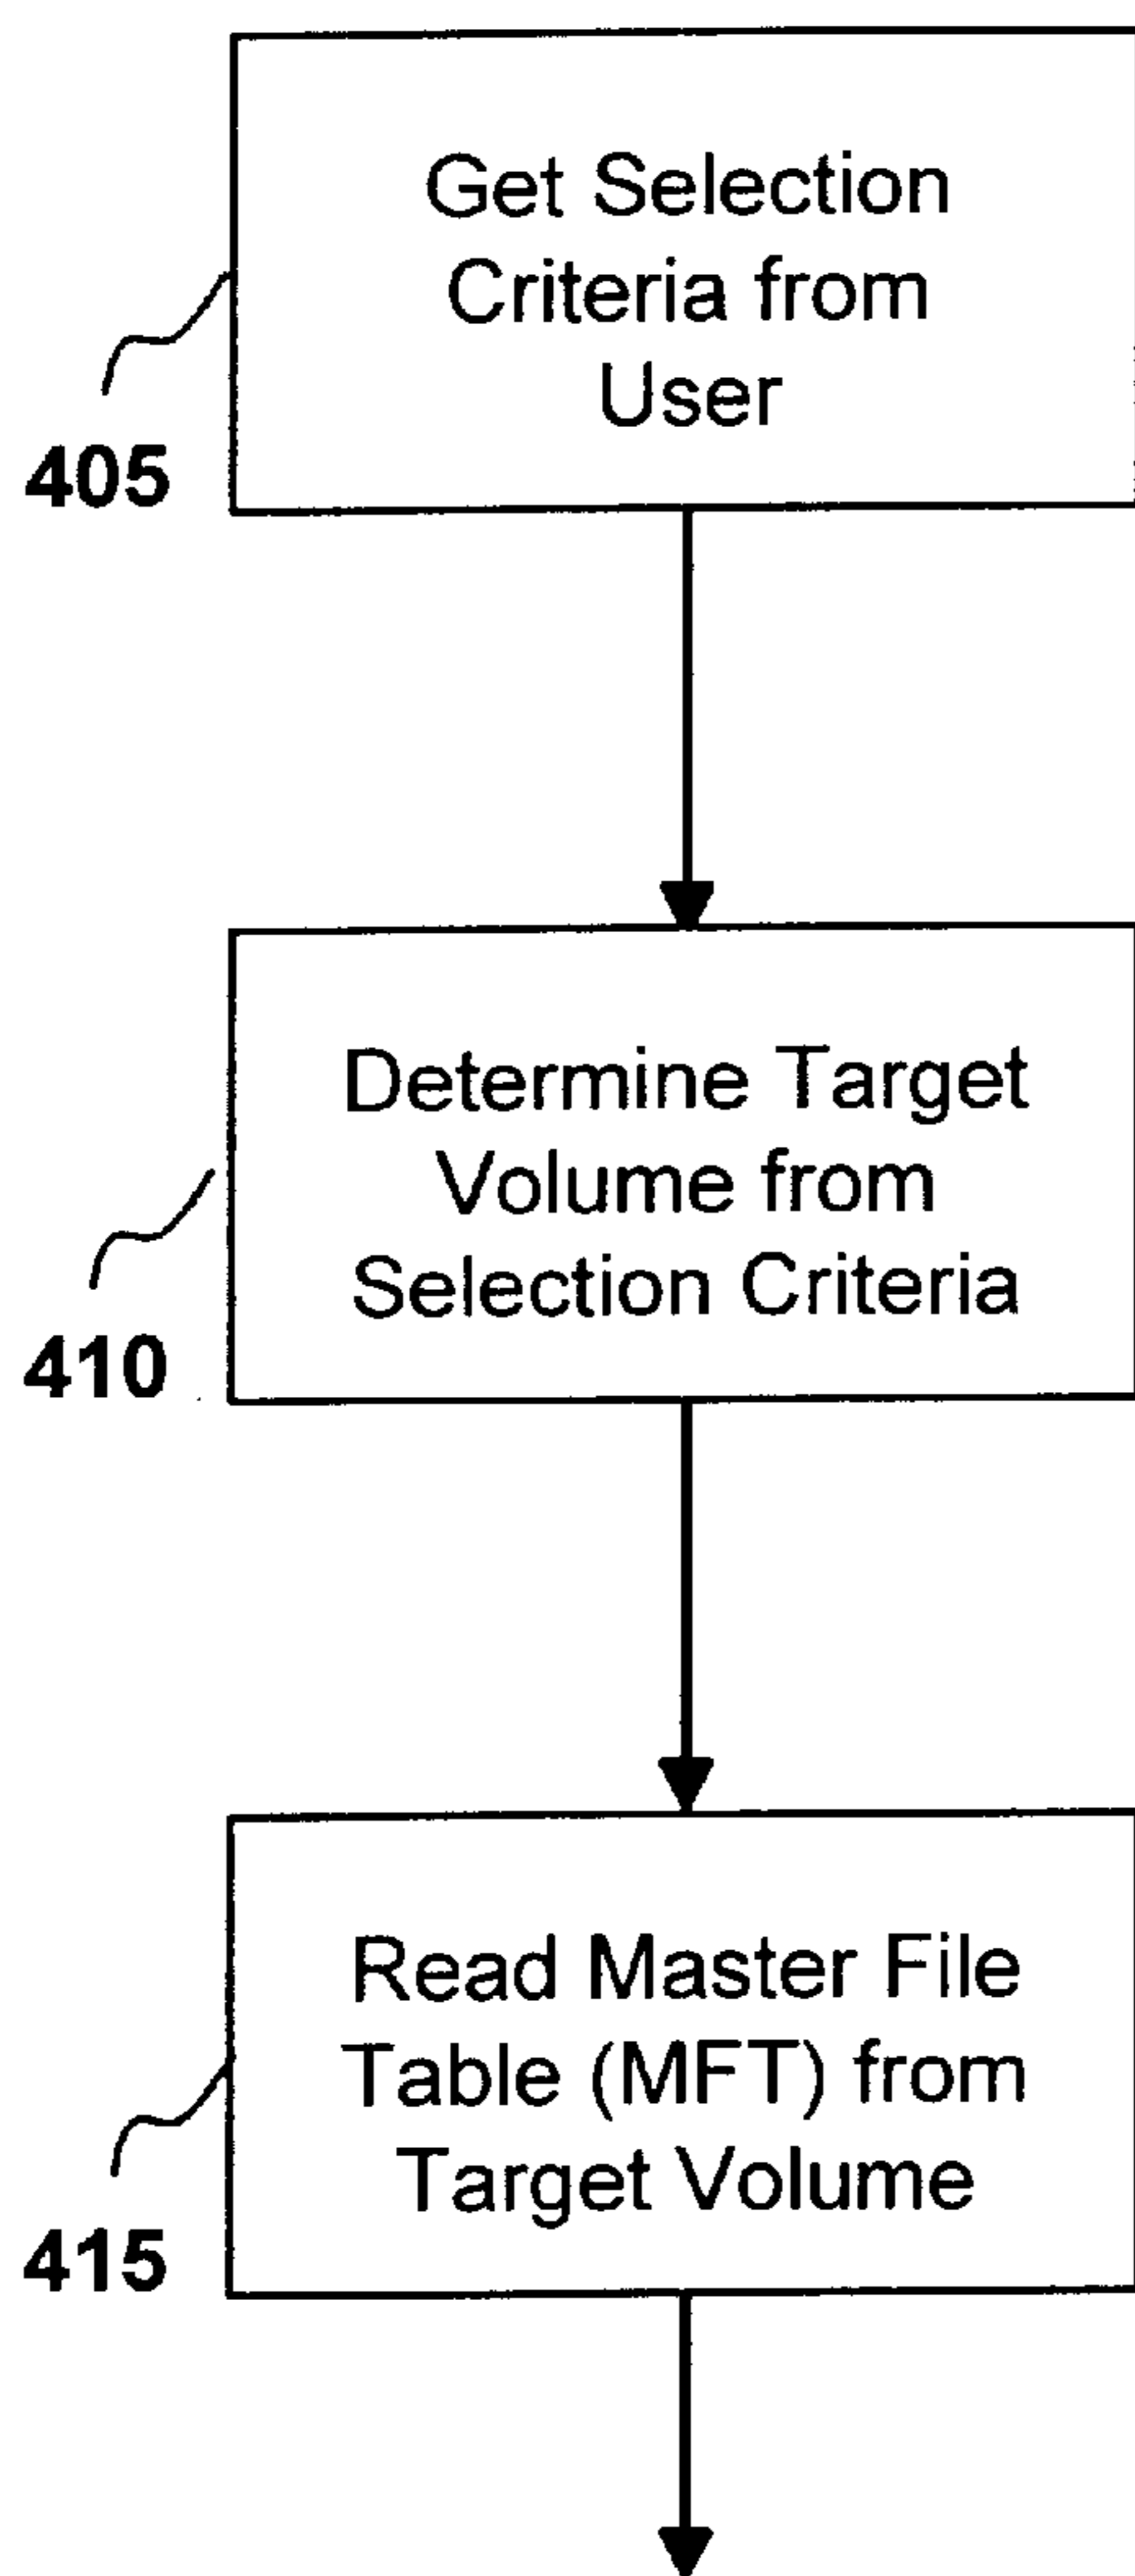 Get Selection
Criteria from
User
405
Determine Target
Volume from
Selection Criteria
410
Read Master File
Table (MFT) from
Target Volume
415